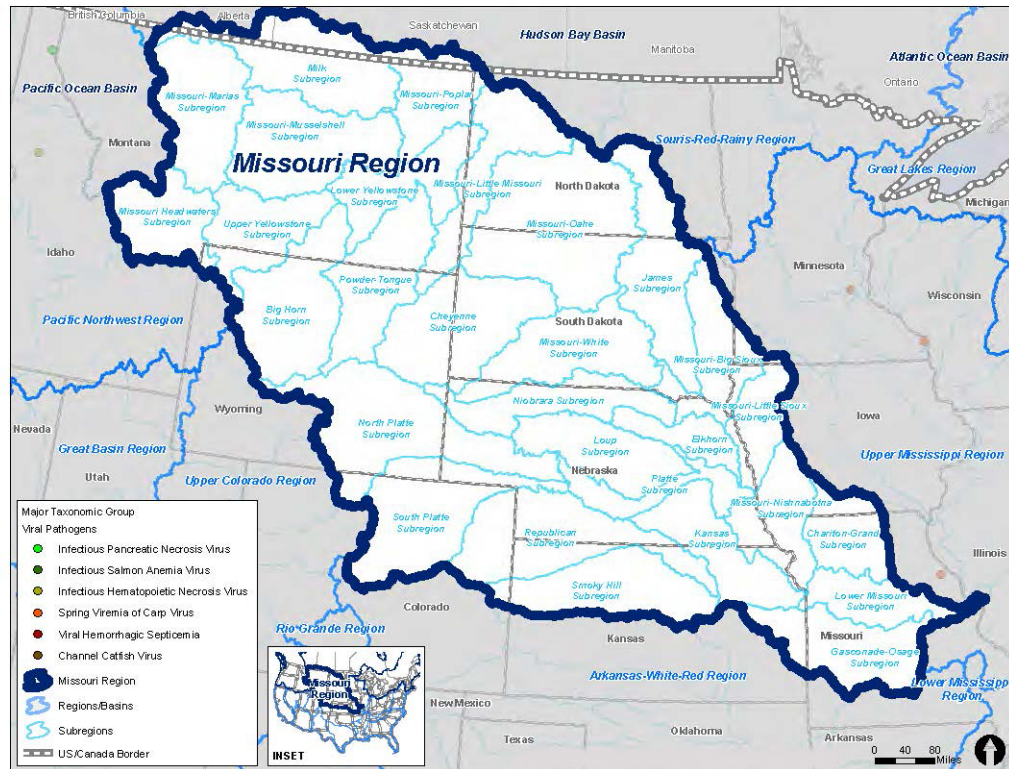 British Columbia
Alberta
Saskatchewan
Hudson Bay Basin
Manitoba
Atlantic Ocean Basin
Ontario
Pacific Ocean Basin
Milk
Subregion
Missouri-Marias
Subregion
Missouri-Poplar
Subregion
Missouri-Musselshell
Subregion
Montana
Souris-Red-Rainy Region
Great Lakes Region
Michigan
Missouri Region
Lower Yellowstone
Subregion
Missouri-Little Missouri
Subregion
North Dakota
Missouri Headwaters
Subregion
Upper Yellowstone
Subregion
Missouri-Oahe
Subregion
Idaho
Minnesota
Wisconsin
Powder-Tongue
Subregion
James
Subregion
Big Horn
Subregion
Cheyenne
Subregion
South Dakota
Pacific Northwest Region
Missouri-White
Subregion
Missouri-Big Sioux
Subregion
Niobrara Subregion
Missouri-Little Sioux
Subregion
Wyoming
Iowa
Nevada
North Platte
Subregion
Great Basin Region
Loup
Subregion
Elkhorn
Subregion
Upper Mississippi Region
Utah
Upper Colorado Region
Nebraska
Platte
Subregion
Missouri-Nishnabotna
Subregion
South Platte
Subregion
Republican
Subregion
Kansas
Subregion
Chariton-Grand
Subregion
Illinois
Smoky Hill
Subregion
Lower Missouri
Subregion
Colorado
Rio Grande Region
Kansas
Missouri
Gasconade-Osage
Subregion
Arkansas-White-Red Region
Lower Mississippi
Region
New Mexico
Oklahoma
Texas
Arkansas
Major Taxonomic Group
Viral Pathogens
Infectious Pancreatic Necrosis Virus
Infectious Salmon Anemia Virus
Infectious Hematopoietic Necrosis Virus
Spring Viremia of Carp Virus
Viral Hemorrhagic Septicemia
Channel Catfish Virus
Missouri Region
Regions/Basins
Subregions
US/Canada Border
Missouri
Region
INSET
0 40 80
Miles